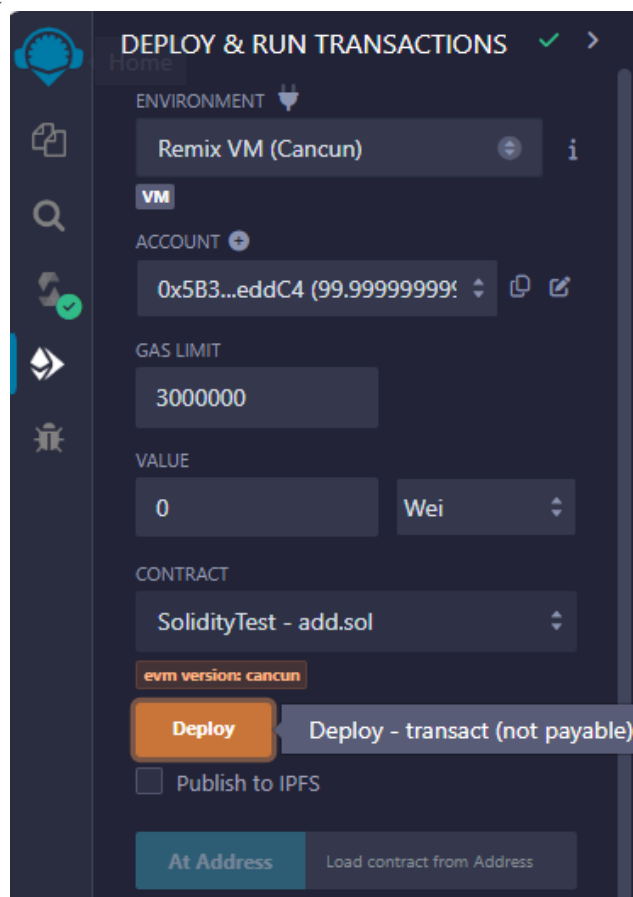 DEPLOY & RUN TRANSACTIONS
Home
ENVIRONMENT
Remix VM (Cancun)
VM
ACCOUNT
0x5B3...eddC4 (99.99999999
GAS LIMIT
3000000
VALUE
0 Wei
CONTRACT
SolidityTest - add.sol
evm version: cancun
Deploy
Deploy - transact (not payable)
Publish to IPFS
At Address Load contract from Address